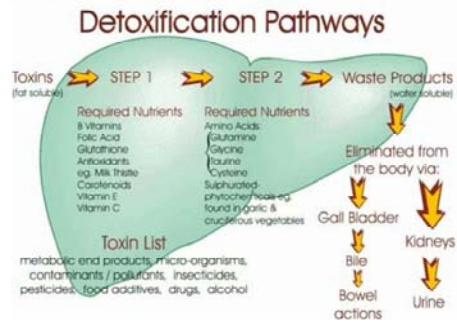 Detoxification Pathways
Toxins
(fat soluble)
STEP 1
STEP 2
Waste Products
(water soluble)
Required Nutrients
B Vitamins
Folic Acid
Glutathione
Antioxidants
eg. Milk Thistle
Carotenoids
Vitamin E
Vitamin C
Required Nutrients
Amino Acids:
Glutamine
Glycine
Taurine
Cysteine
Sulphurated
phytochemicals eg.
found in garlic &
cruciferous vegetables
Eliminated from
the body via:
Gall Bladder
Bile
Bowel
actions
Kidneys
Urine
Toxin List
metabolic end products, micro-organisms,
contaminants / pollutants, insecticides,
pesticides, food additives, drugs, alcohol